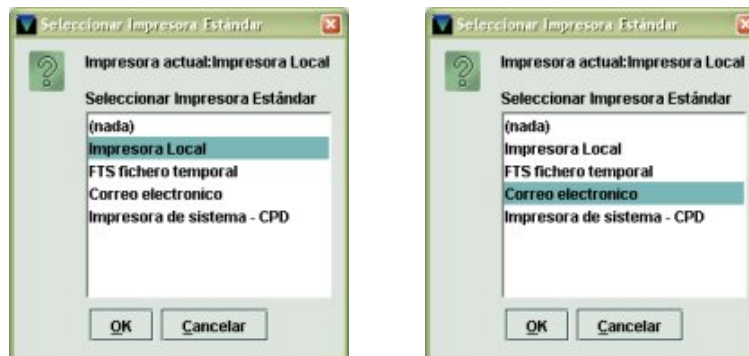 Seleccionar Impresora Estándar
Impresora actual:Impresora Local
Seleccionar Impresora Estándar
(nada)
Impresora Local
FTS fichero temporal
Correo electronico
Impresora de sistema - CPD
OK Cancelar
Seleccionar Impresora Estándar
Impresora actual:Impresora Local
Seleccionar Impresora Estándar
(nada)
Impresora Local
FTS fichero temporal
Correo electronico
Impresora de sistema - CPD
OK Cancelar